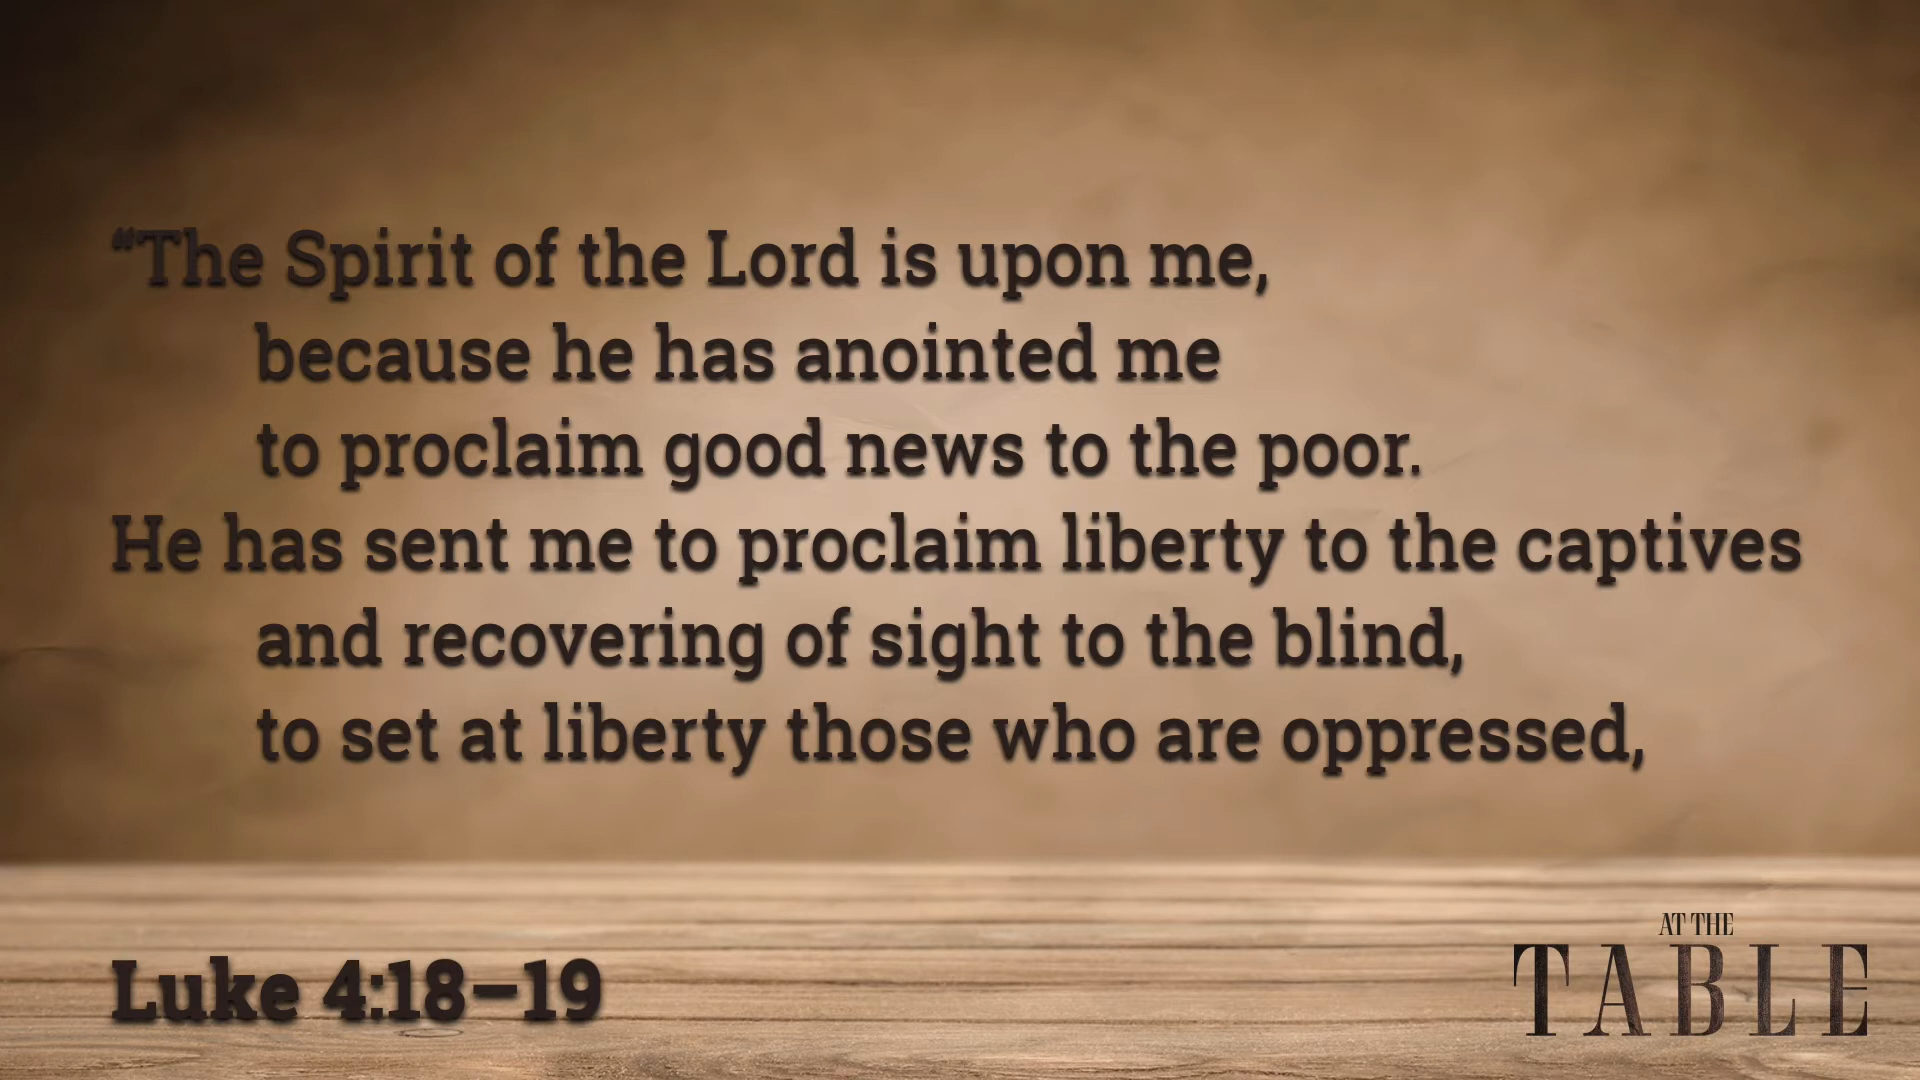 “The Spirit of the Lord is upon me,
because he has anointed me
to proclaim good news to the poor.
He has sent me to proclaim liberty to the captives
and recovering of sight to the blind,
to set at liberty those who are oppressed,
Luke 4:18–19
AT THE
TABLE